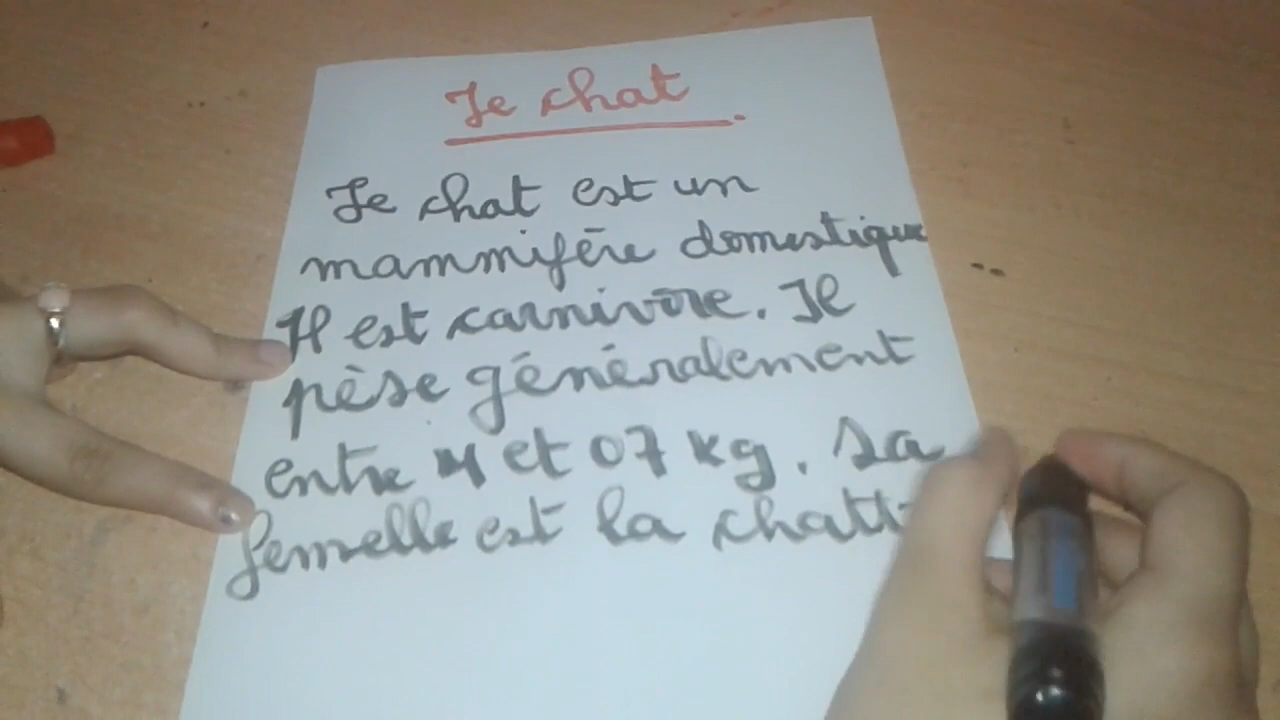 Le chat
Le chat est un
mammifère domestique
Il est carnivore. Il
pèse généralement
entre 4 et 07 kg. Sa
femelle est la chatt